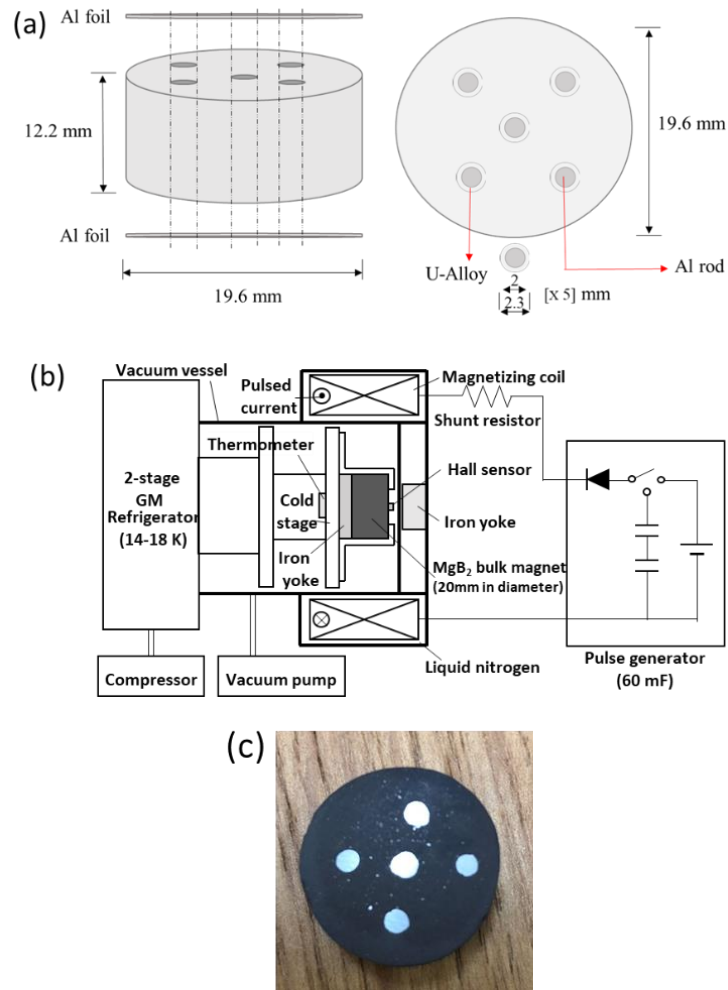 (a)
Al foil
12.2 mm
Al foil
19.6 mm
19.6 mm
U-Alloy
Al rod
2
2.3
[x 5] mm
(b)
Vacuum vessel
Pulsed
current
Magnetizing coil
Shunt resistor
Thermometer
Hall sensor
2-stage
GM
Refrigerator
(14-18 K)
Cold
stage
Iron
yoke
Iron yoke
MgB₂ bulk magnet
(20mm in diameter)
Liquid nitrogen
Compressor
Vacuum pump
Pulse generator
(60 mF)
(c)